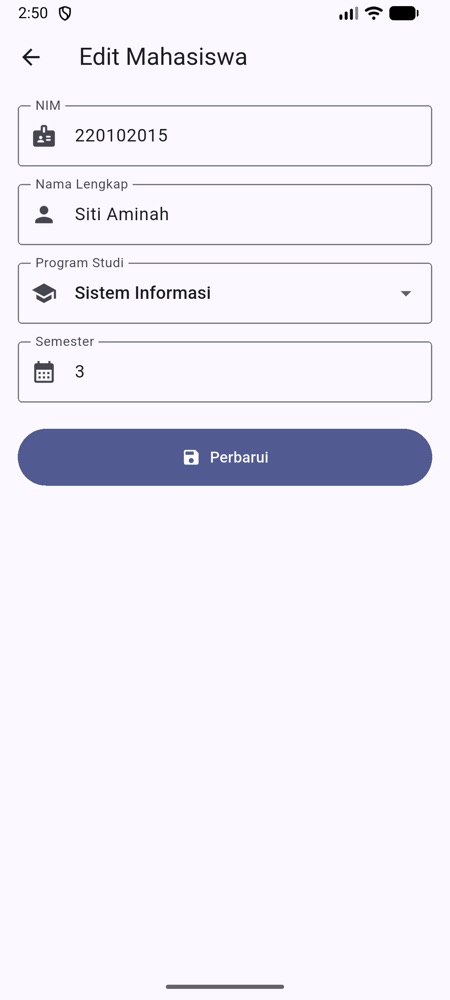 2:50
Edit Mahasiswa
NIM
220102015
Nama Lengkap
Siti Aminah
Program Studi
Sistem Informasi
Semester
3
Perbarui